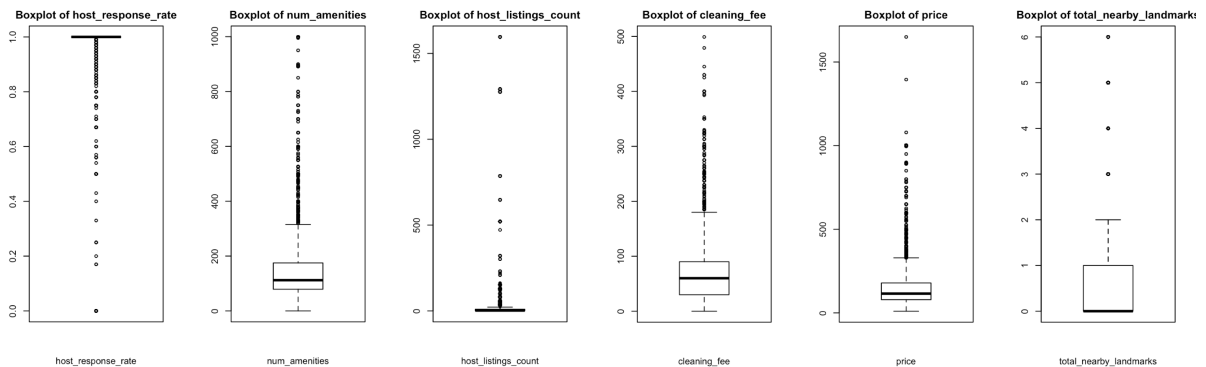 Boxplot of host_response_rate
0.0 0.2 0.4 0.6 0.8 1.0
host_response_rate
Boxplot of num_amenities
0 200 400 600 800 1000
num_amenities
Boxplot of host_listings_count
0 500 1000 1500
host_listings_count
Boxplot of cleaning_fee
0 100 200 300 400 500
cleaning_fee
Boxplot of price
0 500 1000 1500
price
Boxplot of total_nearby_landmarks
0 1 2 3 4 5 6
total_nearby_landmarks